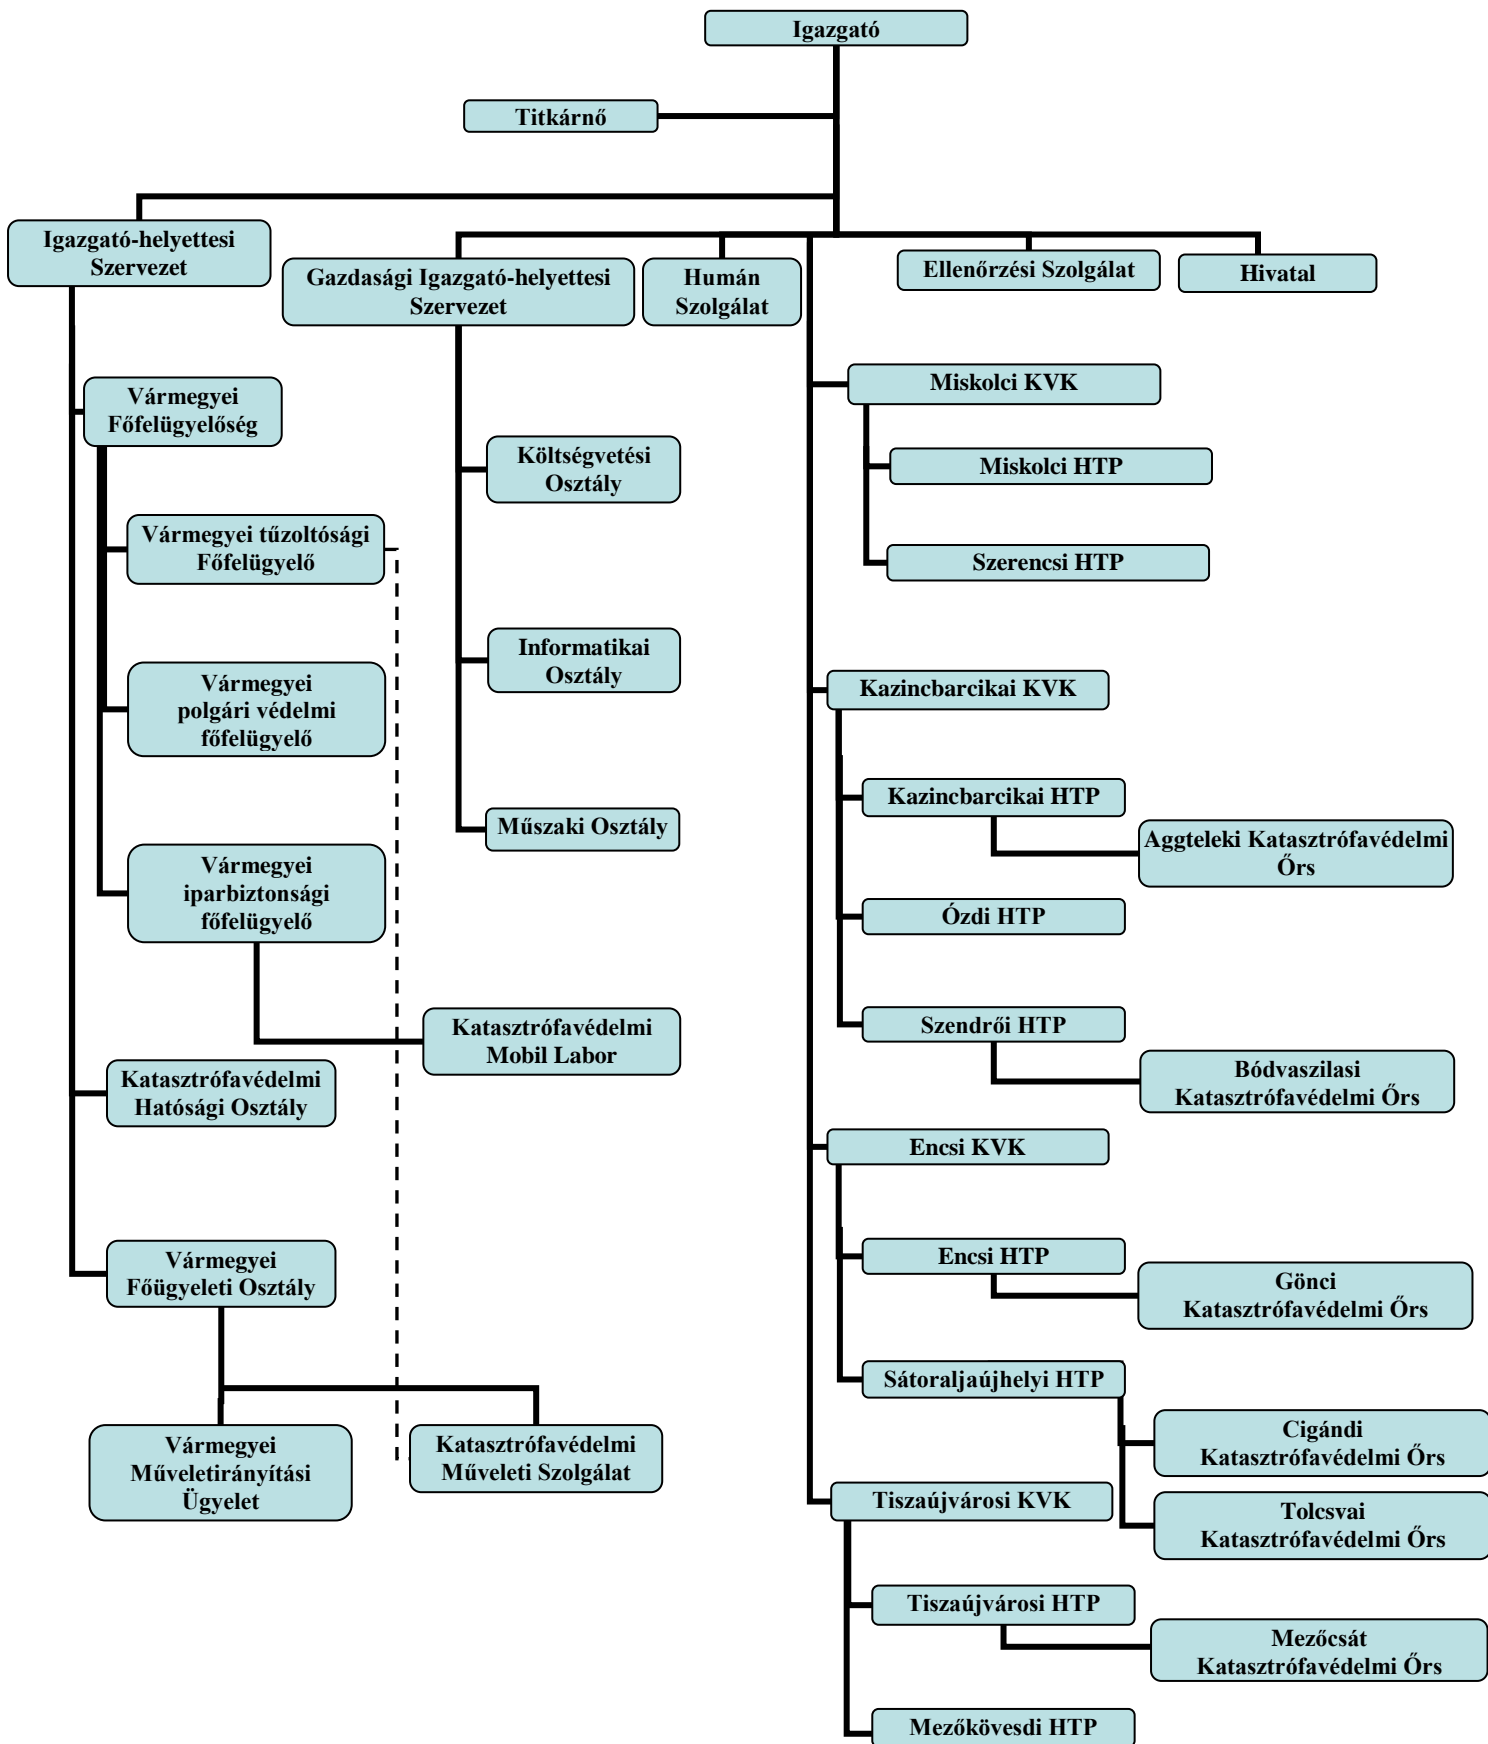 Igazgató
Titkárnő
Igazgató-helyettesi
Szervezet
Gazdasági Igazgató-helyettesi
Szervezet
Humán
Szolgálat
Ellenőrzési Szolgálat
Hivatal
Vármegyei
Főfelügyelőség
Vármegyei tűzoltósági
Főfelügyelő
Vármegyei
polgári védelmi
főfelügyelő
Vármegyei
iparbiztonsági
főfelügyelő
Katasztrófavédelmi
Mobil Labor
Katasztrófavédelmi
Hatósági Osztály
Vármegyei
Főügyeleti Osztály
Vármegyei
Műveletirányítási
Ügyelet
Katasztrófavédelmi
Műveleti Szolgálat
Költségvetési
Osztály
Informatikai
Osztály
Műszaki Osztály
Miskolci KVK
Miskolci HTP
Szerencsi HTP
Kazincbarcikai KVK
Kazincbarcikai HTP
Aggteleki Katasztrófavédelmi
Őrs
Ózdi HTP
Szendrői HTP
Bódvaszilasi
Katasztrófavédelmi Őrs
Encsi KVK
Encsi HTP
Gönci
Katasztrófavédelmi Őrs
Sátoraljaújhelyi HTP
Cigándi
Katasztrófavédelmi Őrs
Tolcsvai
Katasztrófavédelmi Őrs
Tiszaújvárosi KVK
Tiszaújvárosi HTP
Mezőcsát
Katasztrófavédelmi Őrs
Mezőkövesdi HTP